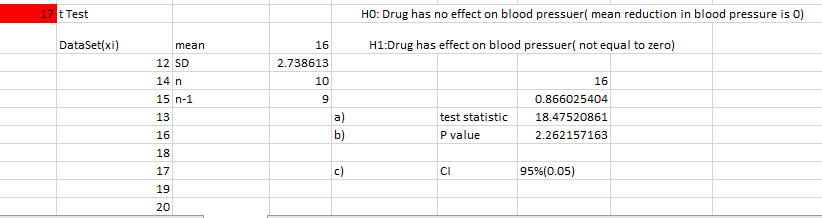 17 t Test H0: Drug has no effect on blood pressuer( mean reduction in blood pressure is 0)
DataSet(xi) mean 16 H1:Drug has effect on blood pressuer( not equal to zero)
12 SD 2.738613
14 n 10 16
15 n-1 9 0.866025404
13 a) test statistic 18.47520861
16 b) P value 2.262157163
18
17 c) CI 95%(0.05)
19
20